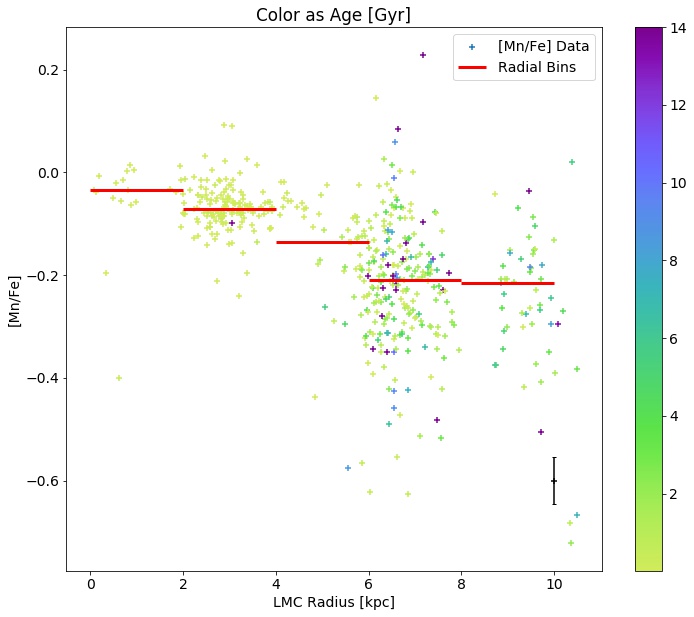 Color as Age [Gyr]
[Mn/Fe] Data
Radial Bins
[Mn/Fe]
0.2
0.0
−0.2
−0.4
−0.6
0 2 4 6 8 10
LMC Radius [kpc]
14
12
10
8
6
4
2